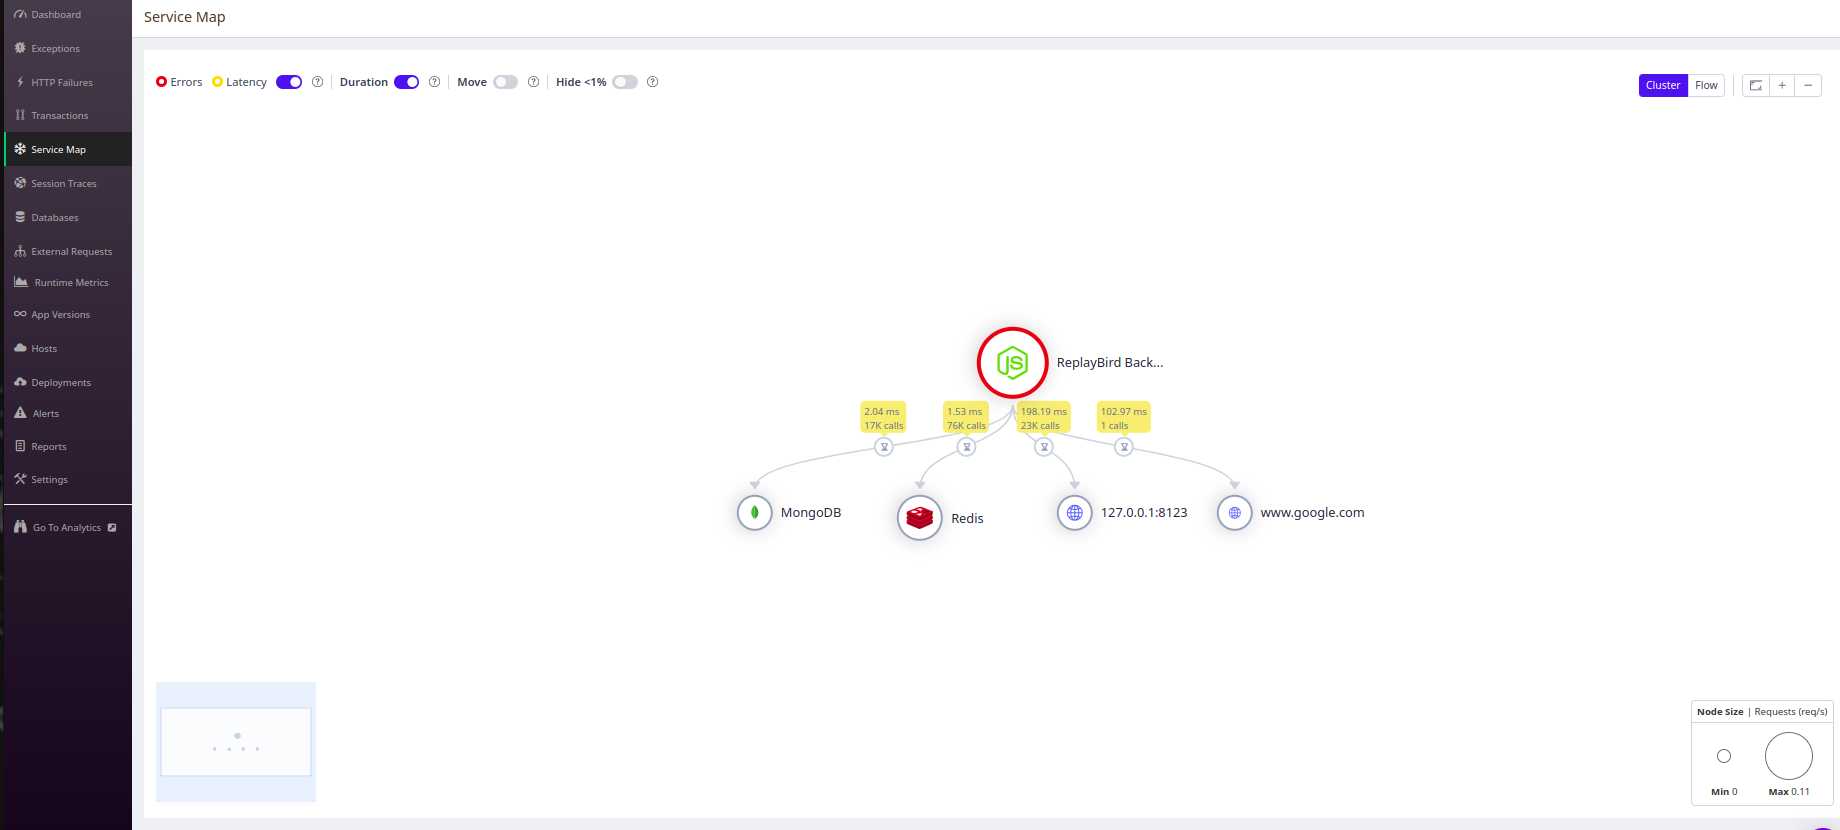 Dashboard
Exceptions
HTTP Failures
Transactions
Service Map
Session Traces
Databases
External Requests
Runtime Metrics
App Versions
Hosts
Deployments
Alerts
Reports
Settings
Go To Analytics
Service Map
Errors Latency Duration Move Hide <1%
Cluster Flow
ReplayBird Back...
2.04 ms
17K calls
1.53 ms
76K calls
198.19 ms
23K calls
102.97 ms
1 calls
MongoDB
Redis
127.0.0.1:8123
www.google.com
Node Size | Requests (req/s)
Min 0 Max 0.11